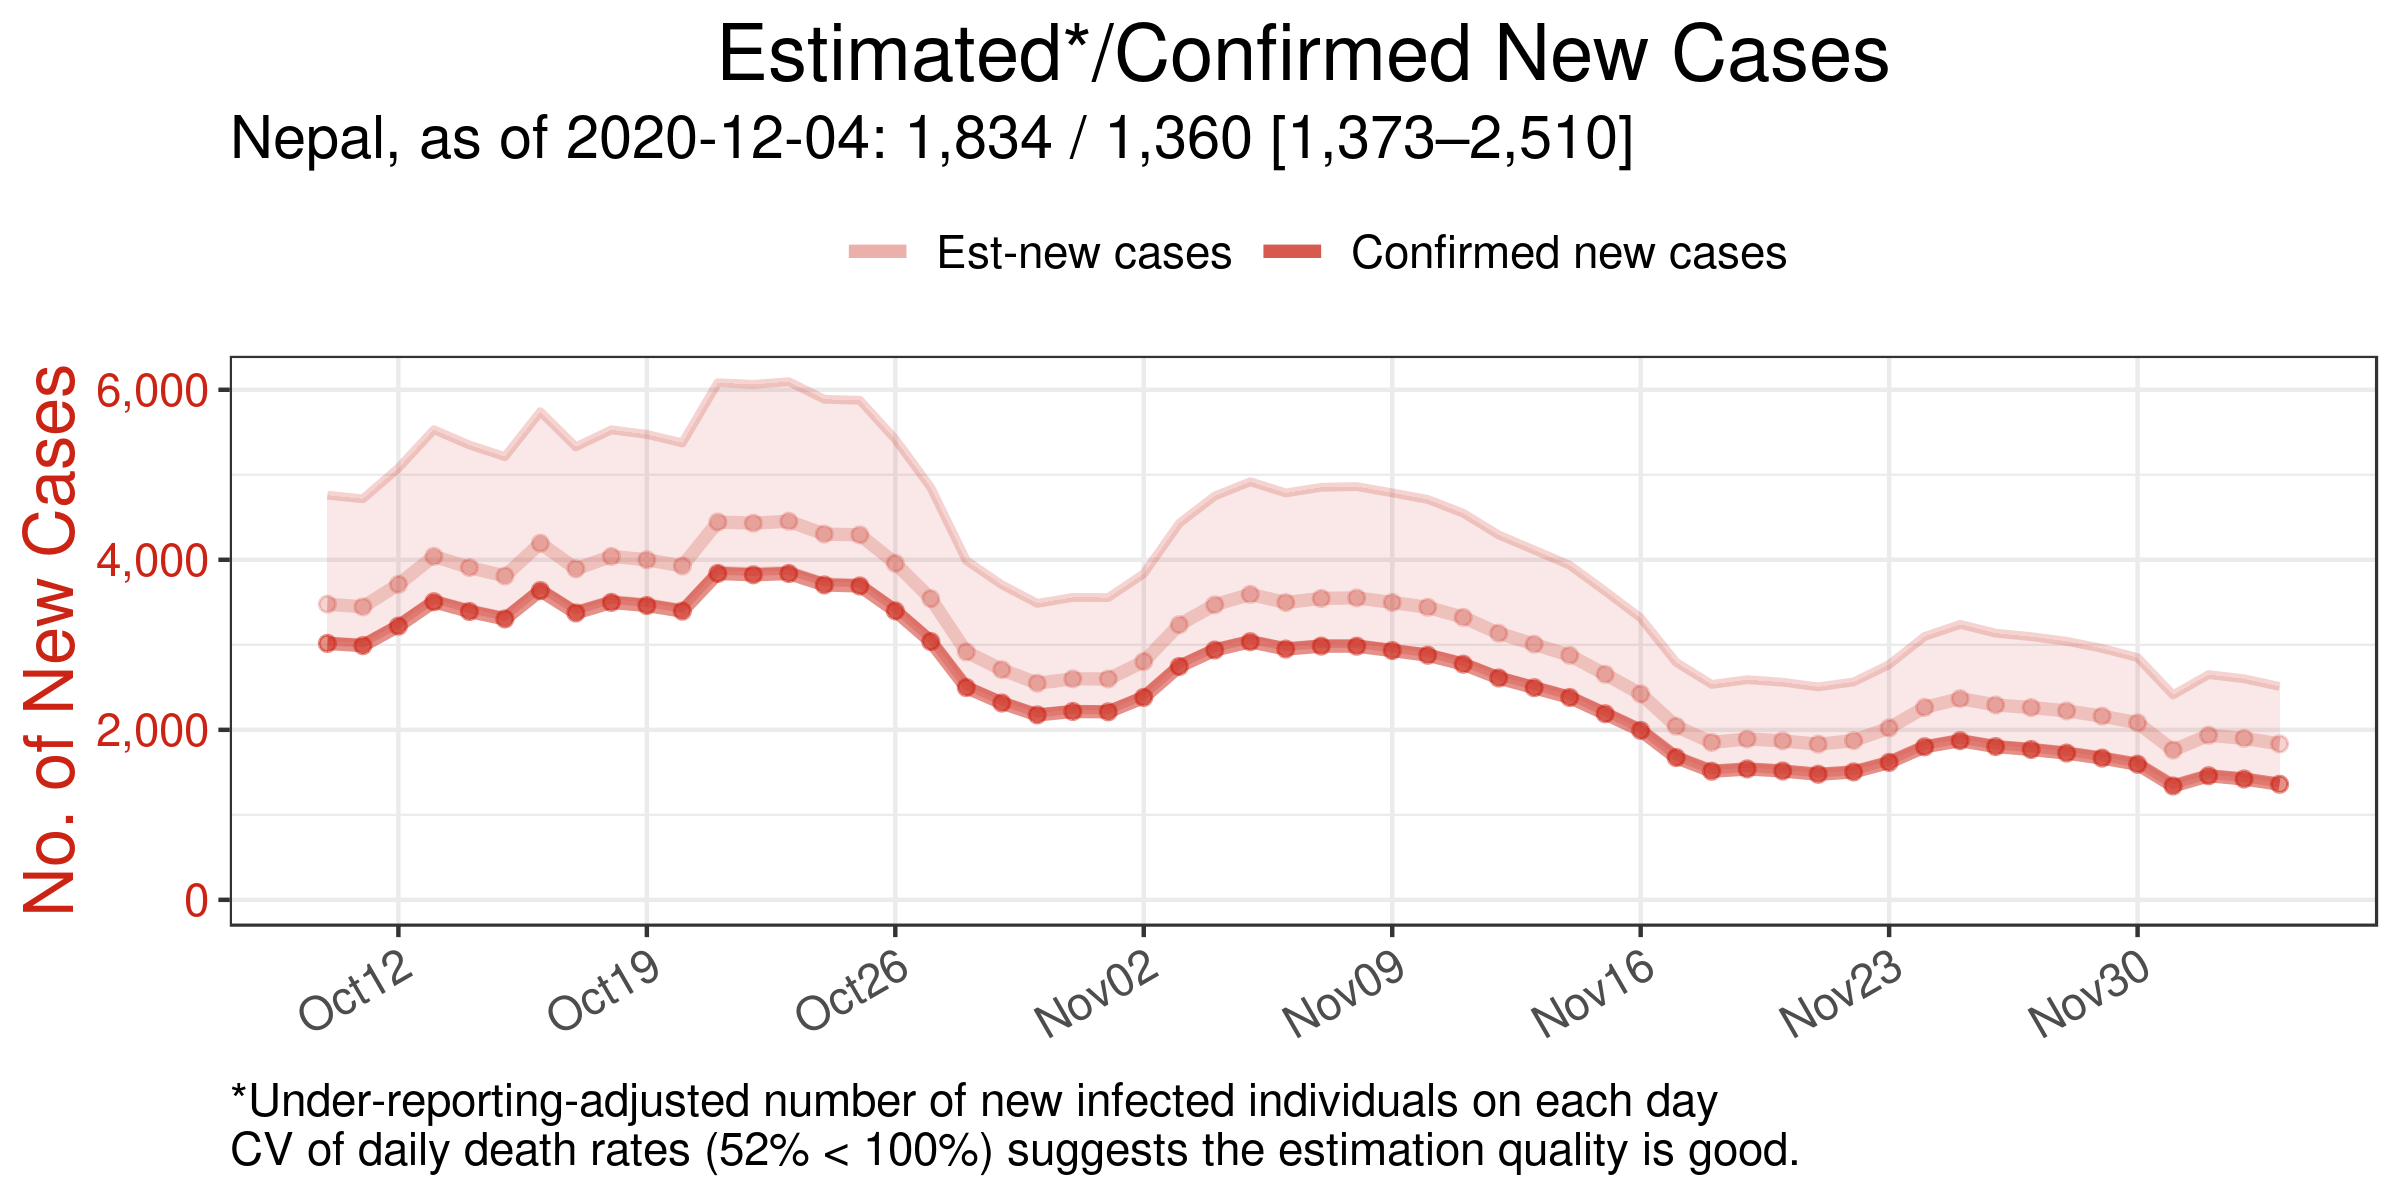 Estimated*/Confirmed New Cases
Nepal, as of 2020-12-04: 1,834 / 1,360 [1,373–2,510]
Est-new cases Confirmed new cases
No. of New Cases
6,000
4,000
2,000
0
Oct12 Oct19 Oct26 Nov02 Nov09 Nov16 Nov23 Nov30
*Under-reporting-adjusted number of new infected individuals on each day
CV of daily death rates (52% < 100%) suggests the estimation quality is good.